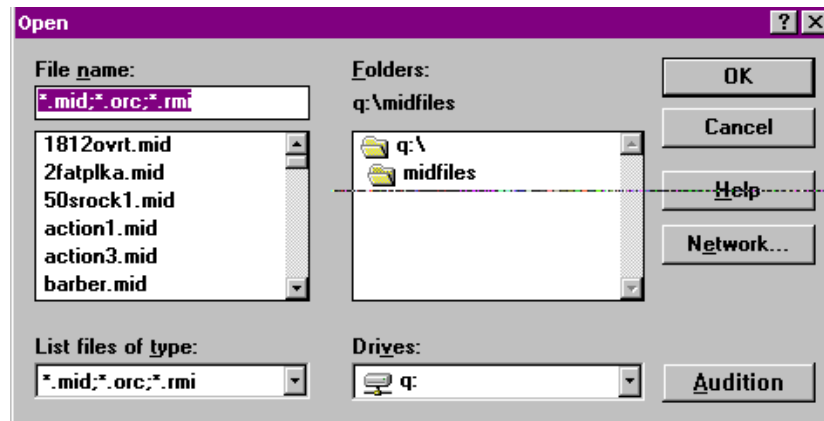 Open
File name:
*.mid;*.orc;*.rmi
1812ovrt.mid
2fatplka.mid
50srock1.mid
action1.mid
action3.mid
barber.mid
List files of type:
*.mid;*.orc;*.rmi
Folders:
q:\midfiles
q:\
midfiles
Drives:
q:
OK
Cancel
Help
Network...
Audition